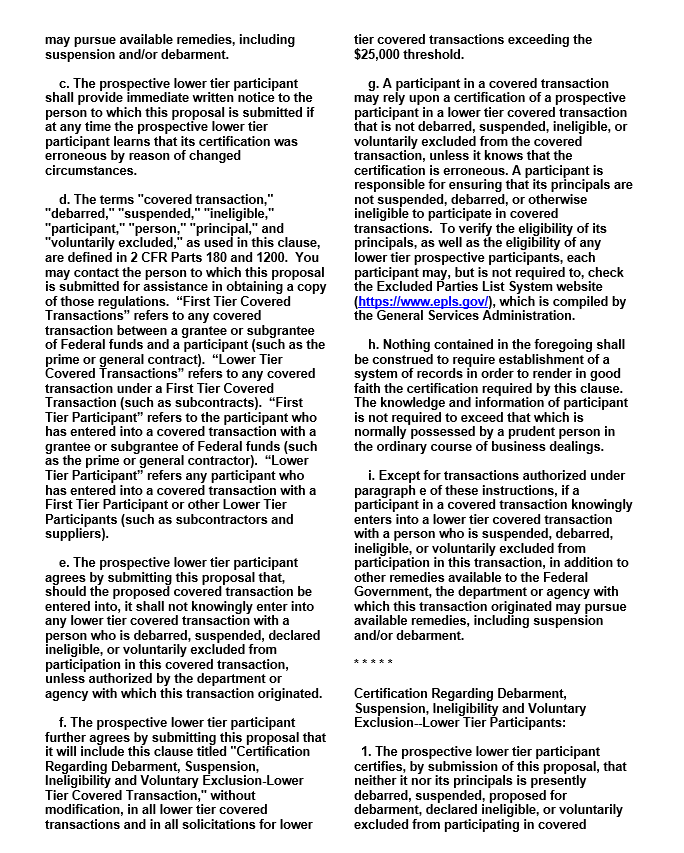 may pursue available remedies, including
suspension and/or debarment.
c. The prospective lower tier participant
shall provide immediate written notice to the
person to which this proposal is submitted if
at any time the prospective lower tier
participant learns that its certification was
erroneous by reason of changed
circumstances.
d. The terms "covered transaction,"
"debarred," "suspended," "ineligible,"
"participant," "person," "principal," and
"voluntarily excluded," as used in this clause,
are defined in 2 CFR Parts 180 and 1200.  You
may contact the person to which this proposal
is submitted for assistance in obtaining a copy
of those regulations.  “First Tier Covered
Transactions” refers to any covered
transaction between a grantee or subgrantee
of Federal funds and a participant (such as the
prime or general contract).  “Lower Tier
Covered Transactions” refers to any covered
transaction under a First Tier Covered
Transaction (such as subcontracts).  “First
Tier Participant” refers to the participant who
has entered into a covered transaction with a
grantee or subgrantee of Federal funds (such
as the prime or general contractor).  “Lower
Tier Participant” refers any participant who
has entered into a covered transaction with a
First Tier Participant or other Lower Tier
Participants (such as subcontractors and
suppliers).
e. The prospective lower tier participant
agrees by submitting this proposal that,
should the proposed covered transaction be
entered into, it shall not knowingly enter into
any lower tier covered transaction with a
person who is debarred, suspended, declared
ineligible, or voluntarily excluded from
participation in this covered transaction,
unless authorized by the department or
agency with which this transaction originated.
f. The prospective lower tier participant
further agrees by submitting this proposal that
it will include this clause titled "Certification
Regarding Debarment, Suspension,
Ineligibility and Voluntary Exclusion-Lower
Tier Covered Transaction," without
modification, in all lower tier covered
transactions and in all solicitations for lower
tier covered transactions exceeding the
$25,000 threshold.
g. A participant in a covered transaction
may rely upon a certification of a prospective
participant in a lower tier covered transaction
that is not debarred, suspended, ineligible, or
voluntarily excluded from the covered
transaction, unless it knows that the
certification is erroneous. A participant is
responsible for ensuring that its principals are
not suspended, debarred, or otherwise
ineligible to participate in covered
transactions.  To verify the eligibility of its
principals, as well as the eligibility of any
lower tier prospective participants, each
participant may, but is not required to, check
the Excluded Parties List System website
(https://www.epls.gov/), which is compiled by
the General Services Administration.
h. Nothing contained in the foregoing shall
be construed to require establishment of a
system of records in order to render in good
faith the certification required by this clause.
The knowledge and information of participant
is not required to exceed that which is
normally possessed by a prudent person in
the ordinary course of business dealings.
i. Except for transactions authorized under
paragraph e of these instructions, if a
participant in a covered transaction knowingly
enters into a lower tier covered transaction
with a person who is suspended, debarred,
ineligible, or voluntarily excluded from
participation in this transaction, in addition to
other remedies available to the Federal
Government, the department or agency with
which this transaction originated may pursue
available remedies, including suspension
and/or debarment.
* * * * *
Certification Regarding Debarment,
Suspension, Ineligibility and Voluntary
Exclusion--Lower Tier Participants:
1. The prospective lower tier participant
certifies, by submission of this proposal, that
neither it nor its principals is presently
debarred, suspended, proposed for
debarment, declared ineligible, or voluntarily
excluded from participating in covered